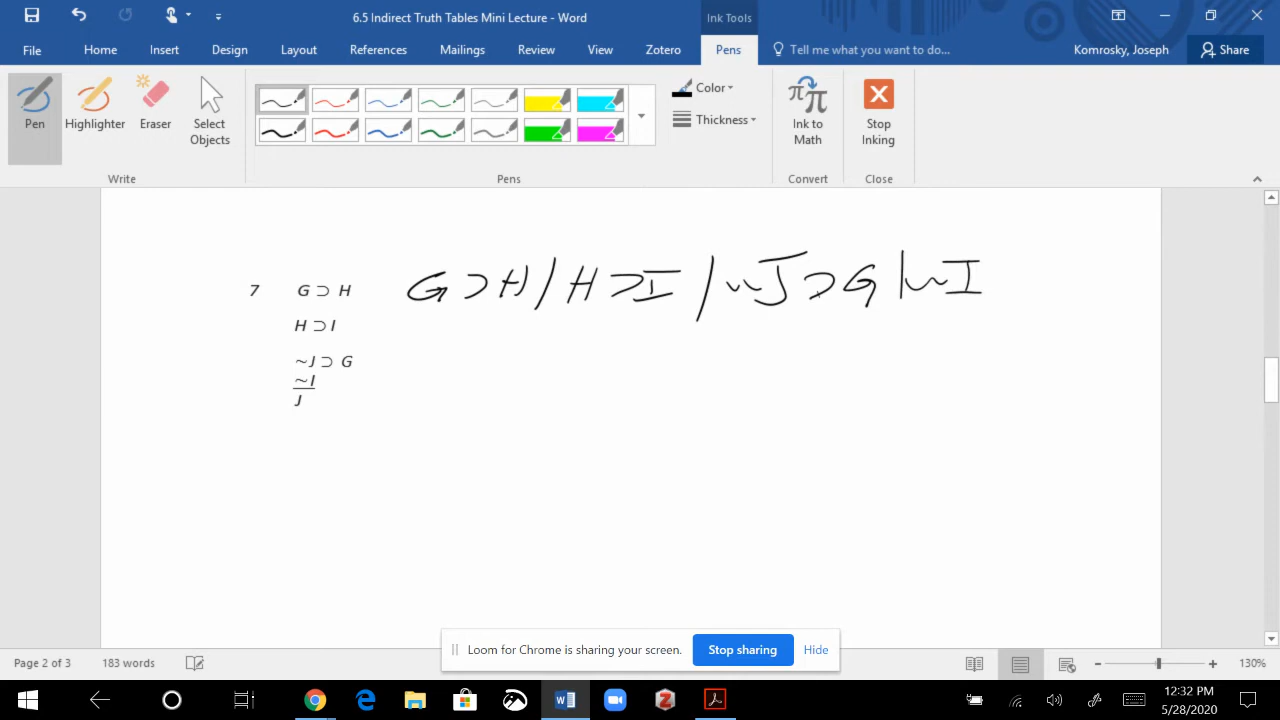 6.5 Indirect Truth Tables Mini Lecture - Word
Ink Tools
File Home Insert Design Layout References Mailings Review View Zotero Pens Tell me what you want to do... Komrosky, Joseph Share
Pen Highlighter Eraser Select Objects
Color
Thickness
Ink to Math
Stop Inking
Write Pens Convert Close
G ⊃ H / H ⊃ I / ~J ⊃ G / ~I
7 G ⊃ H
H ⊃ I
~J ⊃ G
~I
J
Loom for Chrome is sharing your screen. Stop sharing Hide
Page 2 of 3 183 words 130%
12:32 PM
5/28/2020